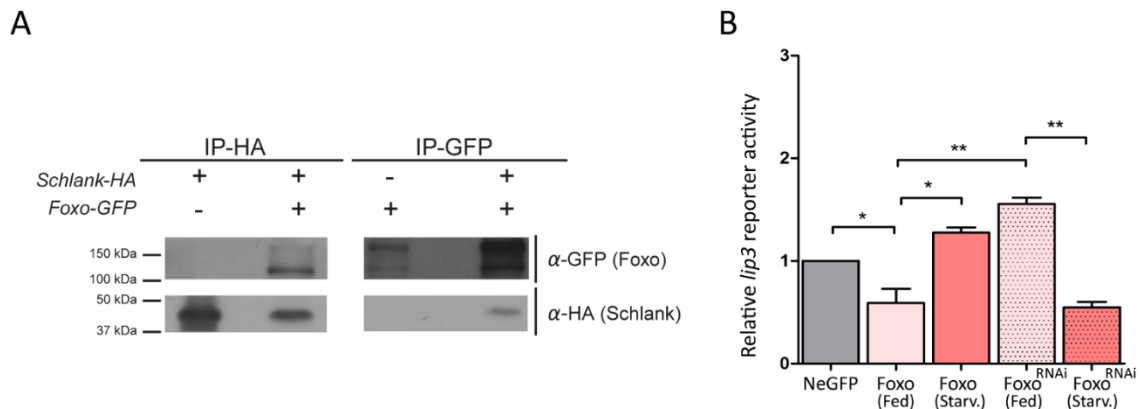 A
IP-HA IP-GFP
Schlank-HA + + - +
Foxo-GFP - + + +
150 kDa
100 kDa
α-GFP (Foxo)
50 kDa
37 kDa
α-HA (Schlank)
B
Relative lip3 reporter activity
3
2
1
0
* * ** **
NeGFP Foxo (Fed) Foxo (Starv.) Foxo RNAi (Fed) Foxo RNAi (Starv.)